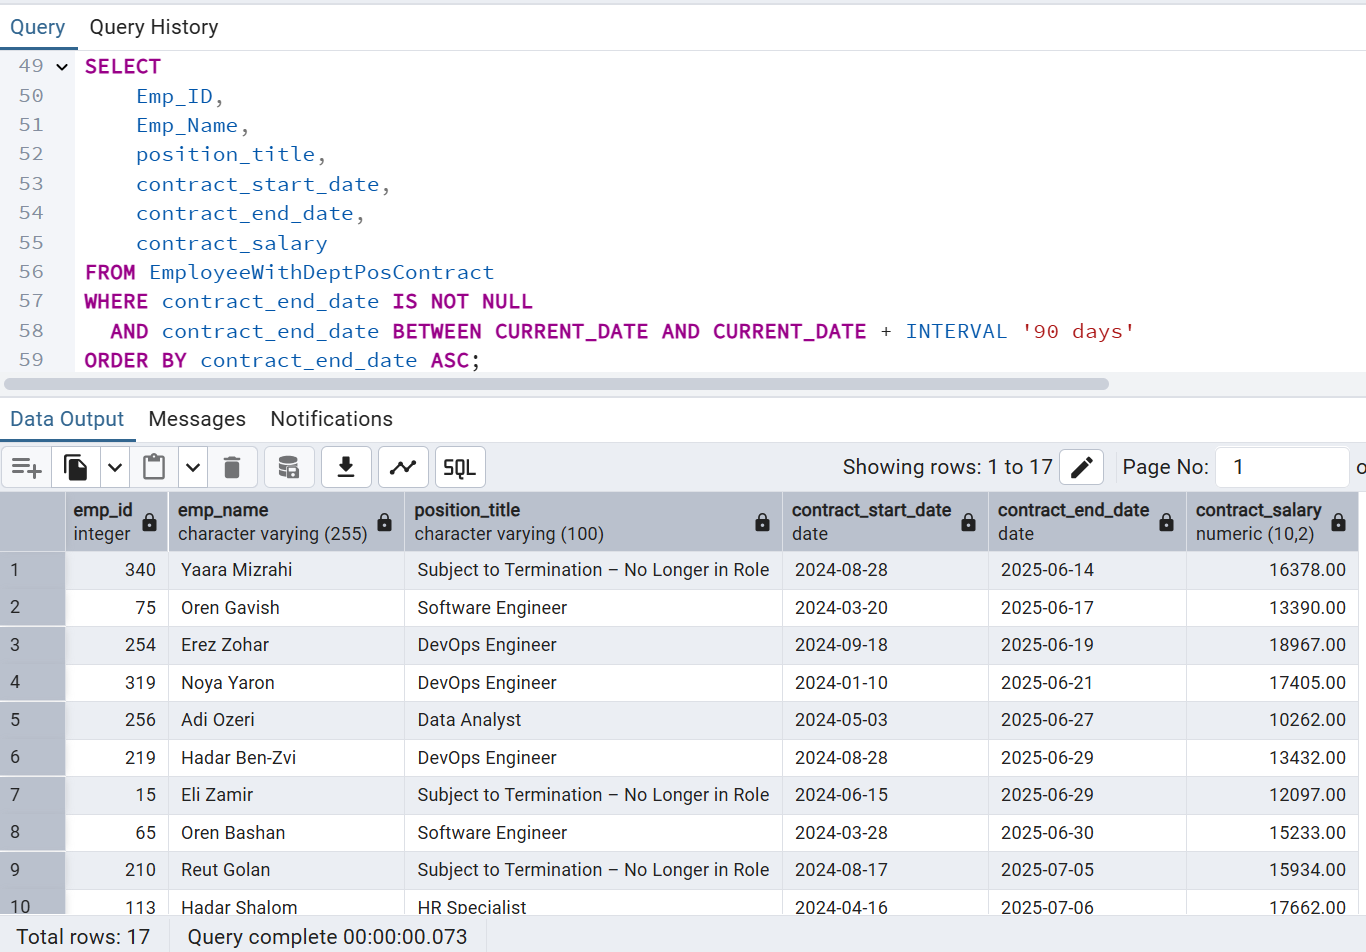 Query Query History
49 SELECT
50 Emp_ID,
51 Emp_Name,
52 position_title,
53 contract_start_date,
54 contract_end_date,
55 contract_salary
56 FROM EmployeeWithDeptPosContract
57 WHERE contract_end_date IS NOT NULL
58 AND contract_end_date BETWEEN CURRENT_DATE AND CURRENT_DATE + INTERVAL '90 days'
59 ORDER BY contract_end_date ASC;
Data Output Messages Notifications
SQL Showing rows: 1 to 17 Page No: 1 o
emp_id emp_name position_title contract_start_date contract_end_date contract_salary
integer character varying (255) character varying (100) date date numeric (10,2)
1 340 Yaara Mizrahi Subject to Termination – No Longer in Role 2024-08-28 2025-06-14 16378.00
2 75 Oren Gavish Software Engineer 2024-03-20 2025-06-17 13390.00
3 254 Erez Zohar DevOps Engineer 2024-09-18 2025-06-19 18967.00
4 319 Noya Yaron DevOps Engineer 2024-01-10 2025-06-21 17405.00
5 256 Adi Ozeri Data Analyst 2024-05-03 2025-06-27 10262.00
6 219 Hadar Ben-Zvi DevOps Engineer 2024-08-28 2025-06-29 13432.00
7 15 Eli Zamir Subject to Termination – No Longer in Role 2024-06-15 2025-06-29 12097.00
8 65 Oren Bashan Software Engineer 2024-03-28 2025-06-30 15233.00
9 210 Reut Golan Subject to Termination – No Longer in Role 2024-08-17 2025-07-05 15934.00
10 113 Hadar Shalom HR Specialist 2024-04-16 2025-07-06 17662.00
Total rows: 17 Query complete 00:00:00.073